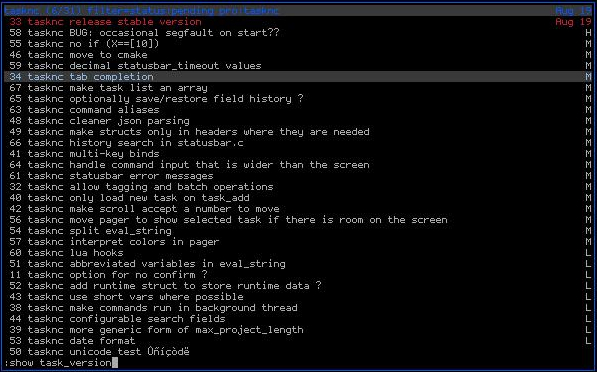 tasknc (6/31) filter=status:pending pro:tasknc Aug 19
33 tasknc release stable version Aug 19
58 tasknc BUG: occasional segfault on start?? H
55 tasknc no if (X==[10]) M
46 tasknc move to cmake M
59 tasknc decimal statusbar_timeout values M
34 tasknc tab completion M
67 tasknc make task list an array M
65 tasknc optionally save/restore field history ? M
63 tasknc command aliases M
48 tasknc cleaner json parsing M
49 tasknc make structs only in headers where they are needed M
66 tasknc history search in statusbar.c M
41 tasknc multi-key binds M
64 tasknc handle command input that is wider than the screen M
61 tasknc statusbar error messages M
32 tasknc allow tagging and batch operations M
40 tasknc only load new task on task_add M
42 tasknc make scroll accept a number to move M
56 tasknc move pager to show selected task if there is room on the screen M
54 tasknc split eval_string M
57 tasknc interpret colors in pager M
60 tasknc lua hooks L
51 tasknc abbreviated variables in eval_string L
11 tasknc option for no confirm ? L
52 tasknc add runtime struct to store runtime data ? L
43 tasknc use short vars where possible L
38 tasknc make commands run in background thread L
44 tasknc configurable search fields L
39 tasknc more generic form of max_project_length L
53 tasknc date format L
50 tasknc unicode test Üñíçòdë
:show task_version